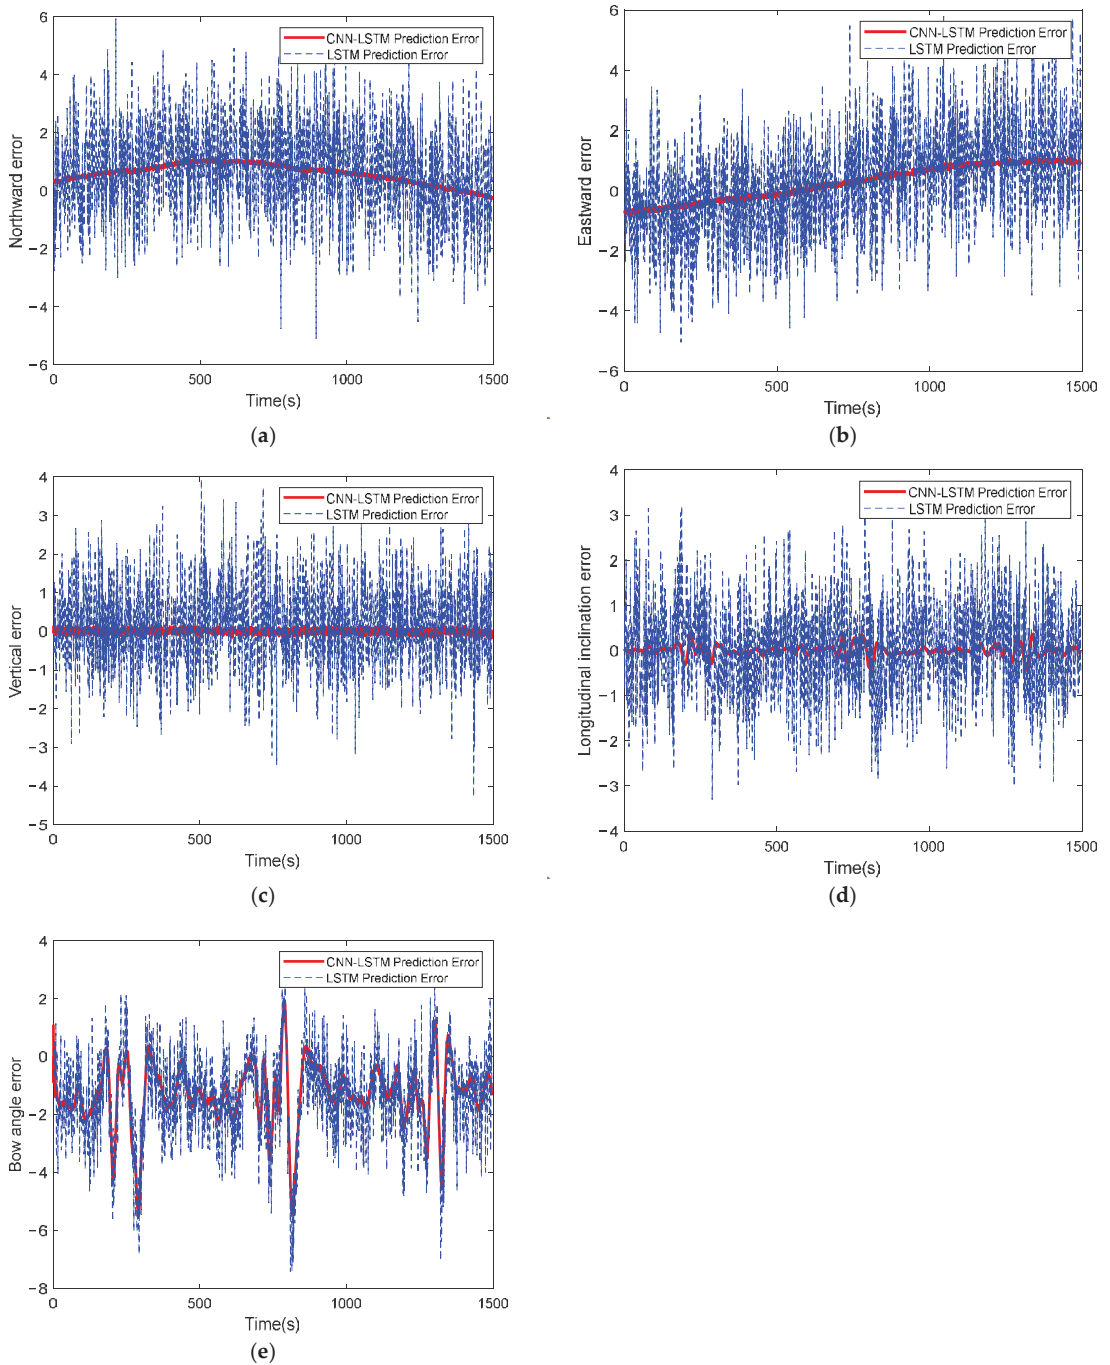 6
4
2
0
−2
−4
−6
Northward error
CNN-LSTM Prediction Error
LSTM Prediction Error
0 500 1000 1500
Time(s)
(a)
6
4
2
0
−2
−4
−6
Eastward error
CNN-LSTM Prediction Error
LSTM Prediction Error
0 500 1000 1500
Time(s)
(b)
4
3
2
1
0
−1
−2
−3
−4
−5
Vertical error
CNN-LSTM Prediction Error
LSTM Prediction Error
0 500 1000 1500
Time(s)
(c)
4
3
2
1
0
−1
−2
−3
−4
Longitudinal inclination error
CNN-LSTM Prediction Error
LSTM Prediction Error
0 500 1000 1500
Time(s)
(d)
4
2
0
−2
−4
−6
−8
Bow angle error
CNN-LSTM Prediction Error
LSTM Prediction Error
0 500 1000 1500
Time(s)
(e)